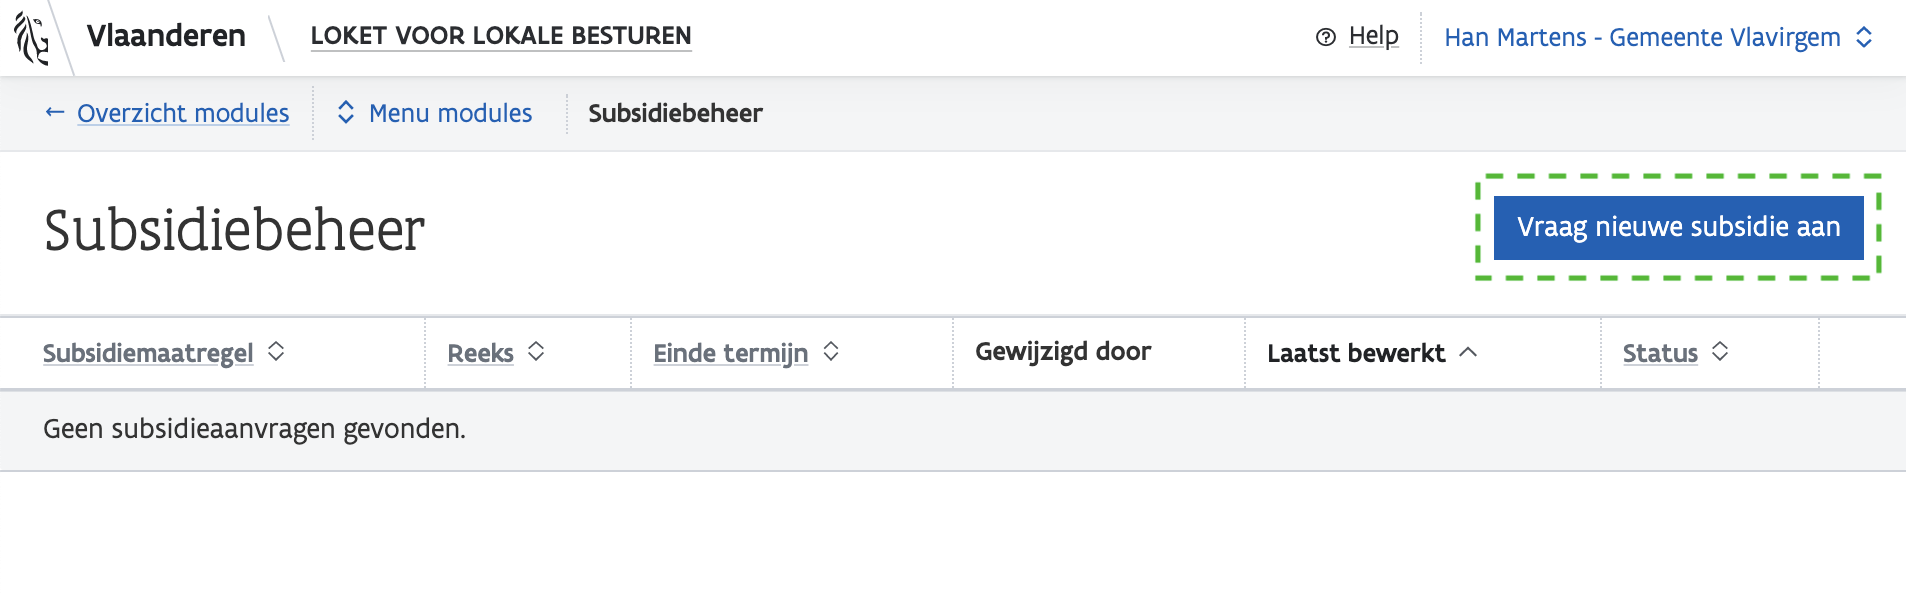 Vlaanderen LOKET VOOR LOKALE BESTUREN Help Han Martens - Gemeente Vlavirgem
← Overzicht modules Menu modules Subsidiebeheer
Subsidiebeheer Vraag nieuwe subsidie aan
Subsidiemaatregel Reeks Einde termijn Gewijzigd door Laatst bewerkt Status
Geen subsidieaanvragen gevonden.